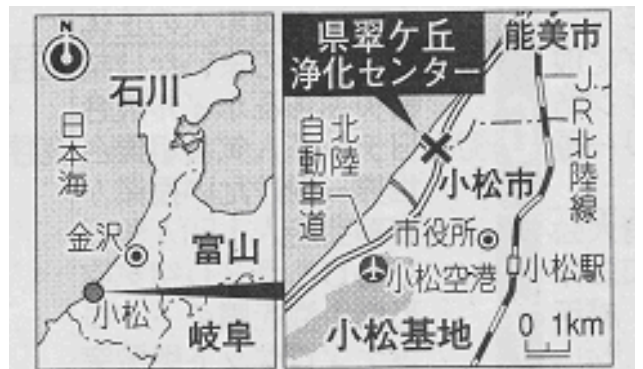 N
石川
日本海
金沢
富山
小松
岐阜
県翠ケ丘
浄化センター
能美市
JR北陸線
北陸
自動車道
小松市
市役所
小松空港
小松駅
小松基地
0 1km